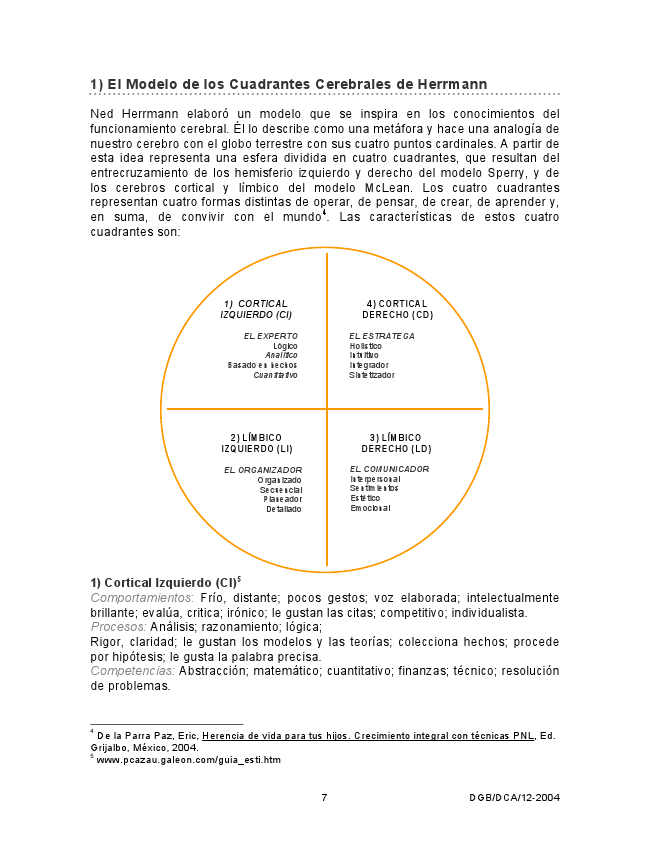 1) El Modelo de los Cuadrantes Cerebrales de Herrmann
Ned Herrmann elaboró un modelo que se inspira en los conocimientos del
funcionamiento cerebral. Él lo describe como una metáfora y hace una analogía de
nuestro cerebro con el globo terrestre con sus cuatro puntos cardinales. A partir de
esta idea representa una esfera dividida en cuatro cuadrantes, que resultan del
entrecruzamiento de los hemisferio izquierdo y derecho del modelo Sperry, y de
los cerebros cortical y límbico del modelo McLean. Los cuatro cuadrantes
representan cuatro formas distintas de operar, de pensar, de crear, de aprender y,
en suma, de convivir con el mundo4. Las características de estos cuatro
cuadrantes son:
1) CORTICAL
IZQUIERDO (CI)
EL EXPERTO
Lógico
Analítico
Basado en hechos
Cuantitativo
4) CORTICAL
DERECHO (CD)
EL ESTRATEGA
Holístico
Intuitivo
Integrador
Sintetizador
2) LÍMBICO
IZQUIERDO (LI)
EL ORGANIZADOR
Organizado
Secuencial
Planeador
Detallado
3) LÍMBICO
DERECHO (LD)
EL COMUNICADOR
Interpersonal
Sentimientos
Estético
Emocional
1) Cortical Izquierdo (CI)5
Comportamientos: Frío, distante; pocos gestos; voz elaborada; intelectualmente
brillante; evalúa, critica; irónico; le gustan las citas; competitivo; individualista.
Procesos: Análisis; razonamiento; lógica;
Rigor, claridad; le gustan los modelos y las teorías; colecciona hechos; procede
por hipótesis; le gusta la palabra precisa.
Competencias: Abstracción; matemático; cuantitativo; finanzas; técnico; resolución
de problemas.
4 De la Parra Paz, Eric, Herencia de vida para tus hijos. Crecimiento integral con técnicas PNL, Ed.
Grijalbo, México, 2004.
5 www.pcazau.galeon.com/guia_esti.htm
7 DGB/DCA/12-2004